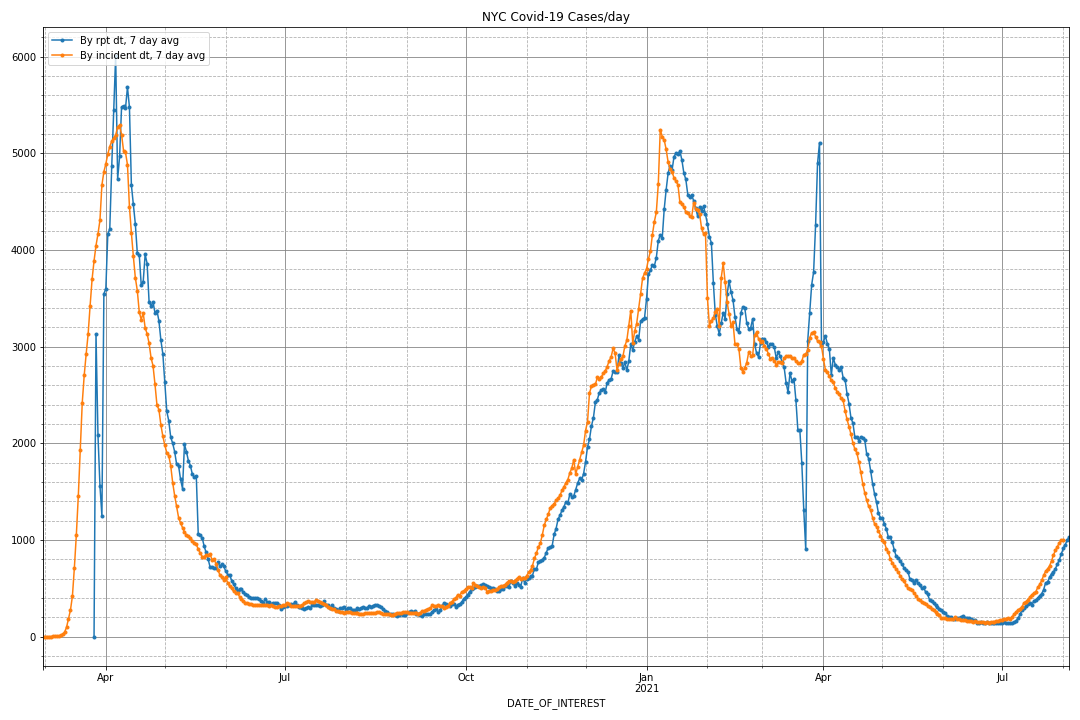 NYC Covid-19 Cases/day
By rpt dt, 7 day avg
By incident dt, 7 day avg
6000
5000
4000
3000
2000
1000
0
Apr Jul Oct Jan Apr Jul
2021
DATE_OF_INTEREST